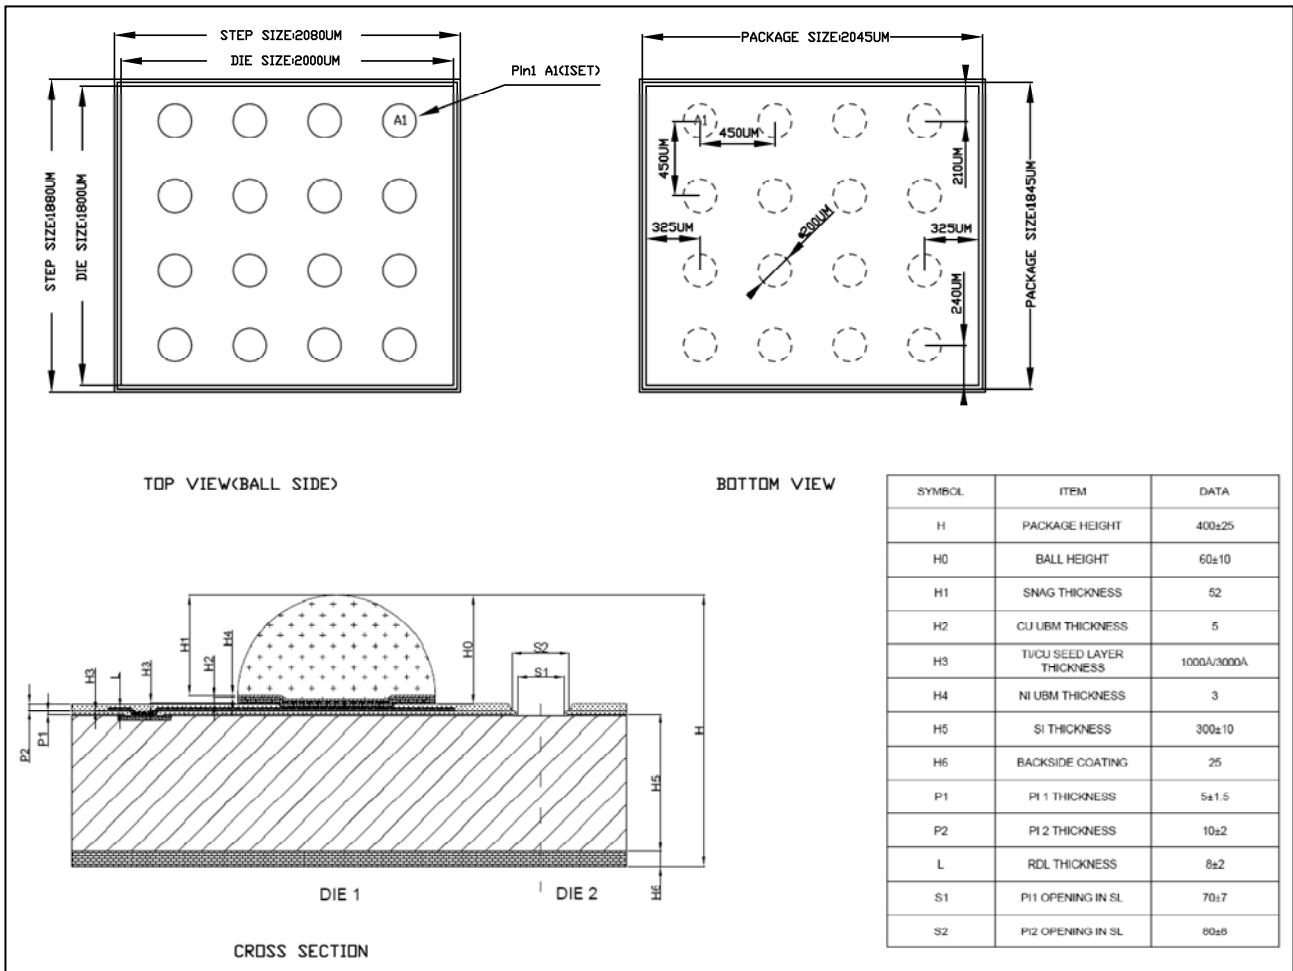 STEP SIZE:2080UM
DIE SIZE:2000UM
Pin1 A1(ISET)
A1
STEP SIZE:1880UM
DIE SIZE:1800UM
TOP VIEW(BALL SIDE)
PACKAGE SIZE:2045UM
A1
450UM
450UM
210UM
PACKAGE SIZE:1845UM
325UM
ø200UM
325UM
240UM
BOTTOM VIEW
H1
H4
H0
S2
H3
L
H3
H2
S1
P2
P1
H
H5
H6
DIE 1
DIE 2
CROSS SECTION
SYMBOL ITEM DATA
H PACKAGE HEIGHT 400±25
H0 BALL HEIGHT 60±10
H1 SNAG THICKNESS 52
H2 CU UBM THICKNESS 5
H3 TI/CU SEED LAYER THICKNESS 1000Å/3000Å
H4 NI UBM THICKNESS 3
H5 SI THICKNESS 300±10
H6 BACKSIDE COATING 25
P1 PI 1 THICKNESS 5±1.5
P2 PI 2 THICKNESS 10±2
L RDL THICKNESS 8±2
S1 PI1 OPENING IN SL 70±7
S2 PI2 OPENING IN SL 80±8